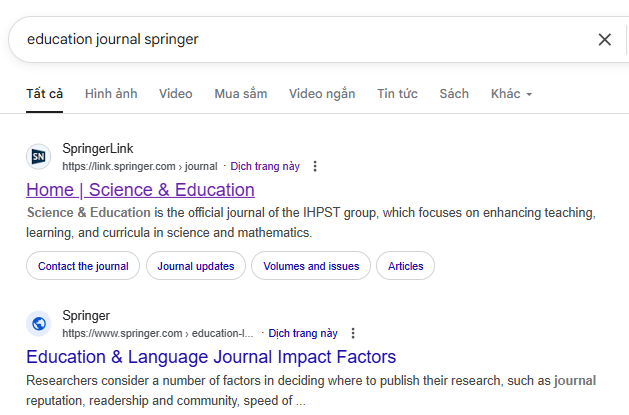 education journal springer
Tất cả Hình ảnh Video Mua sắm Video ngắn Tin tức Sách Khác
SN SpringerLink
https://link.springer.com › journal · Dịch trang này
Home | Science & Education
Science & Education is the official journal of the IHPST group, which focuses on enhancing teaching,
learning, and curricula in science and mathematics.
Contact the journal Journal updates Volumes and issues Articles
Springer
https://www.springer.com › education-l... · Dịch trang này
Education & Language Journal Impact Factors
Researchers consider a number of factors in deciding where to publish their research, such as journal
reputation, readership and community, speed of ...